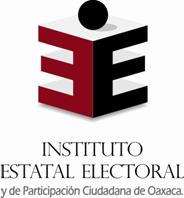 INSTITUTO
ESTATAL ELECTORAL
y de Participación Ciudadana de Oaxaca.